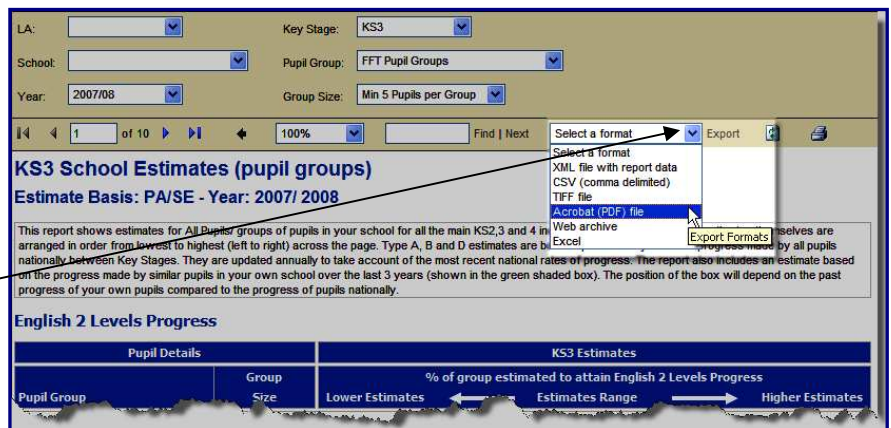 LA: Key Stage: KS3
School: Pupil Group: FFT Pupil Groups
Year: 2007/08 Group Size: Min 5 Pupils per Group
1 of 10 100% Find | Next Select a format Export
Select a format
XML file with report data
CSV (comma delimited)
TIFF file
Acrobat (PDF) file
Web archive
Excel
Export Formats
KS3 School Estimates (pupil groups)
Estimate Basis: PA/SE - Year: 2007/ 2008
This report shows estimates for All Pupils/ groups of pupils in your school for all the main KS2,3 and 4 in
selves are
arranged in order from lowest to highest (left to right) across the page. Type A, B and D estimates are
made by all pupils
nationally between Key Stages. They are updated annually to take account of the most recent national rates of progress. The report also includes an estimate based
on the progress made by similar pupils in your own school over the last 3 years (shown in the green shaded box). The position of the box will depend on the past
progress of your own pupils compared to the progress of pupils nationally.
English 2 Levels Progress
Pupil Details KS3 Estimates
Pupil Group Group Size % of group estimated to attain English 2 Levels Progress
Lower Estimates Estimates Range Higher Estimates